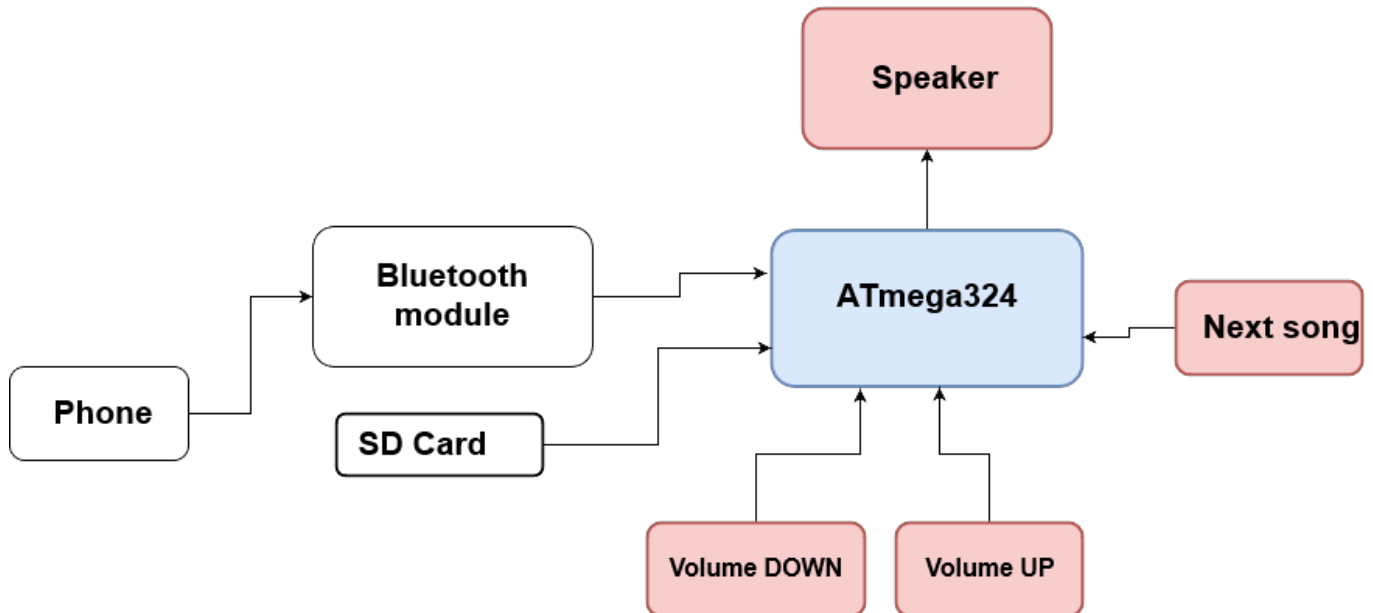 Speaker
Bluetooth
module
ATmega324
Next song
Phone
SD Card
Volume DOWN
Volume UP